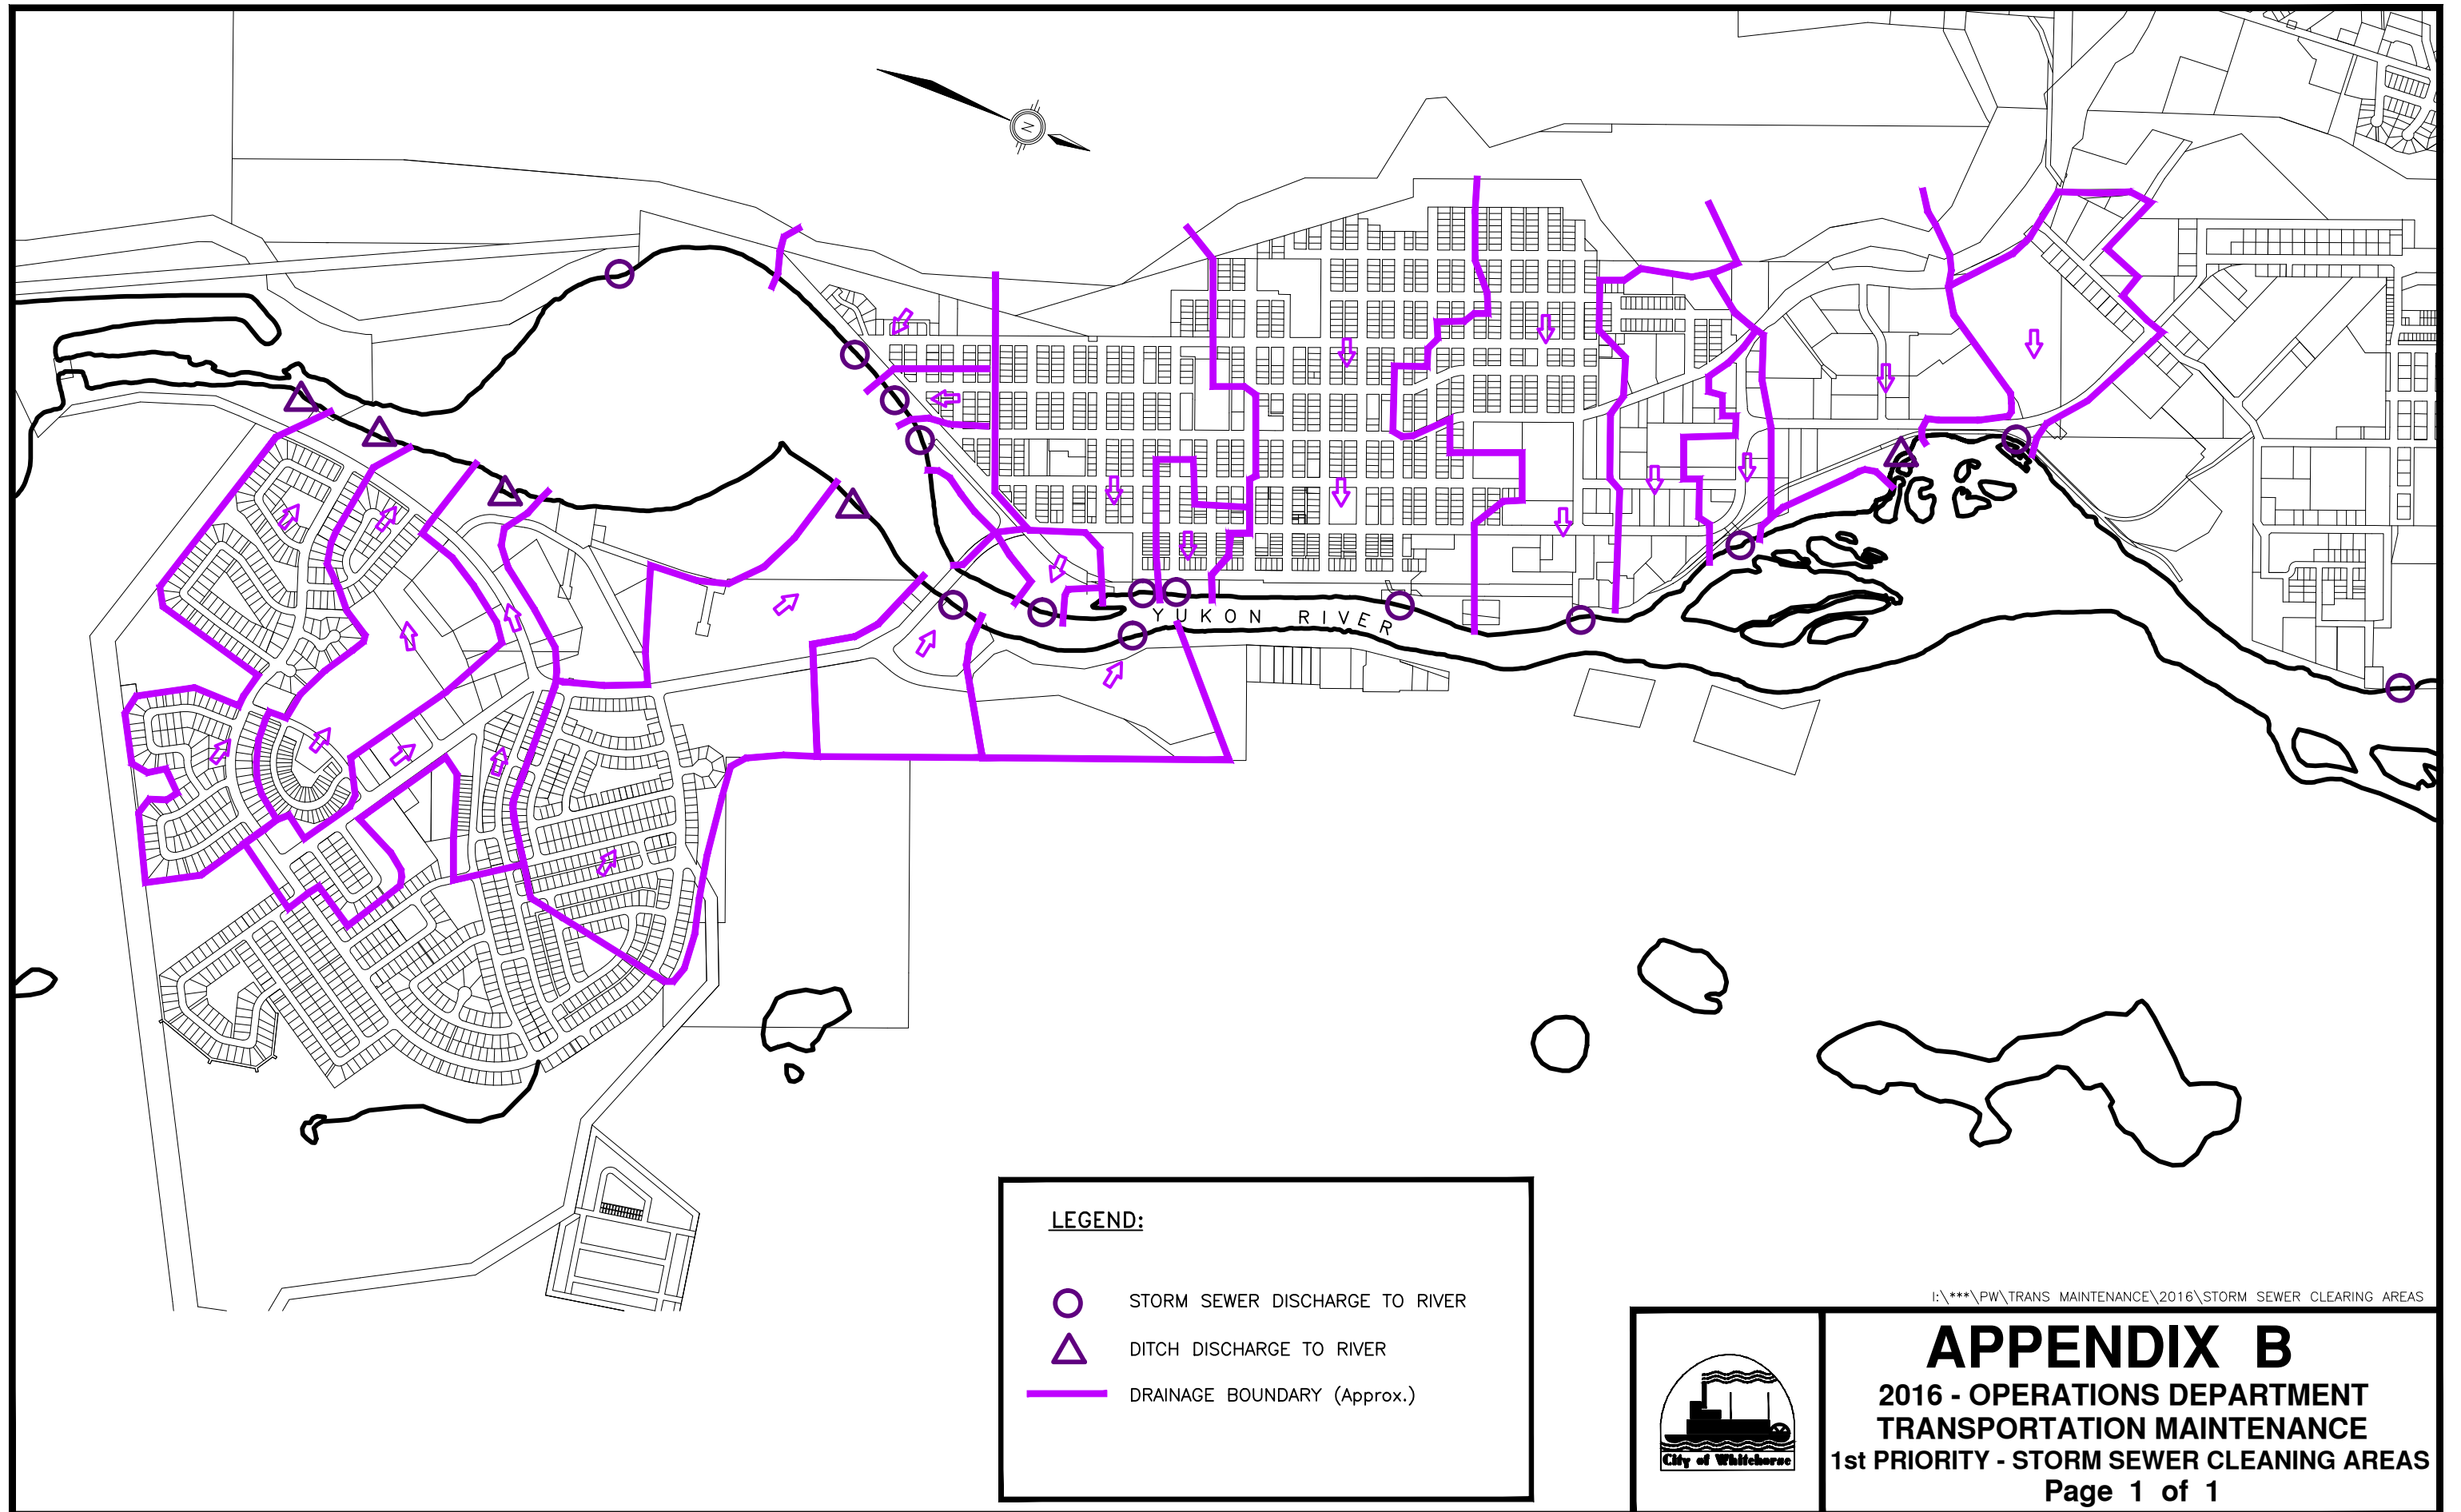 N
YUKON RIVER
LEGEND:
STORM SEWER DISCHARGE TO RIVER
DITCH DISCHARGE TO RIVER
DRAINAGE BOUNDARY (Approx.)
I:\***\PW\TRANS MAINTENANCE\2016\STORM SEWER CLEARING AREAS
City of Whitehorse
APPENDIX B
2016 - OPERATIONS DEPARTMENT
TRANSPORTATION MAINTENANCE
1st PRIORITY - STORM SEWER CLEANING AREAS
Page 1 of 1